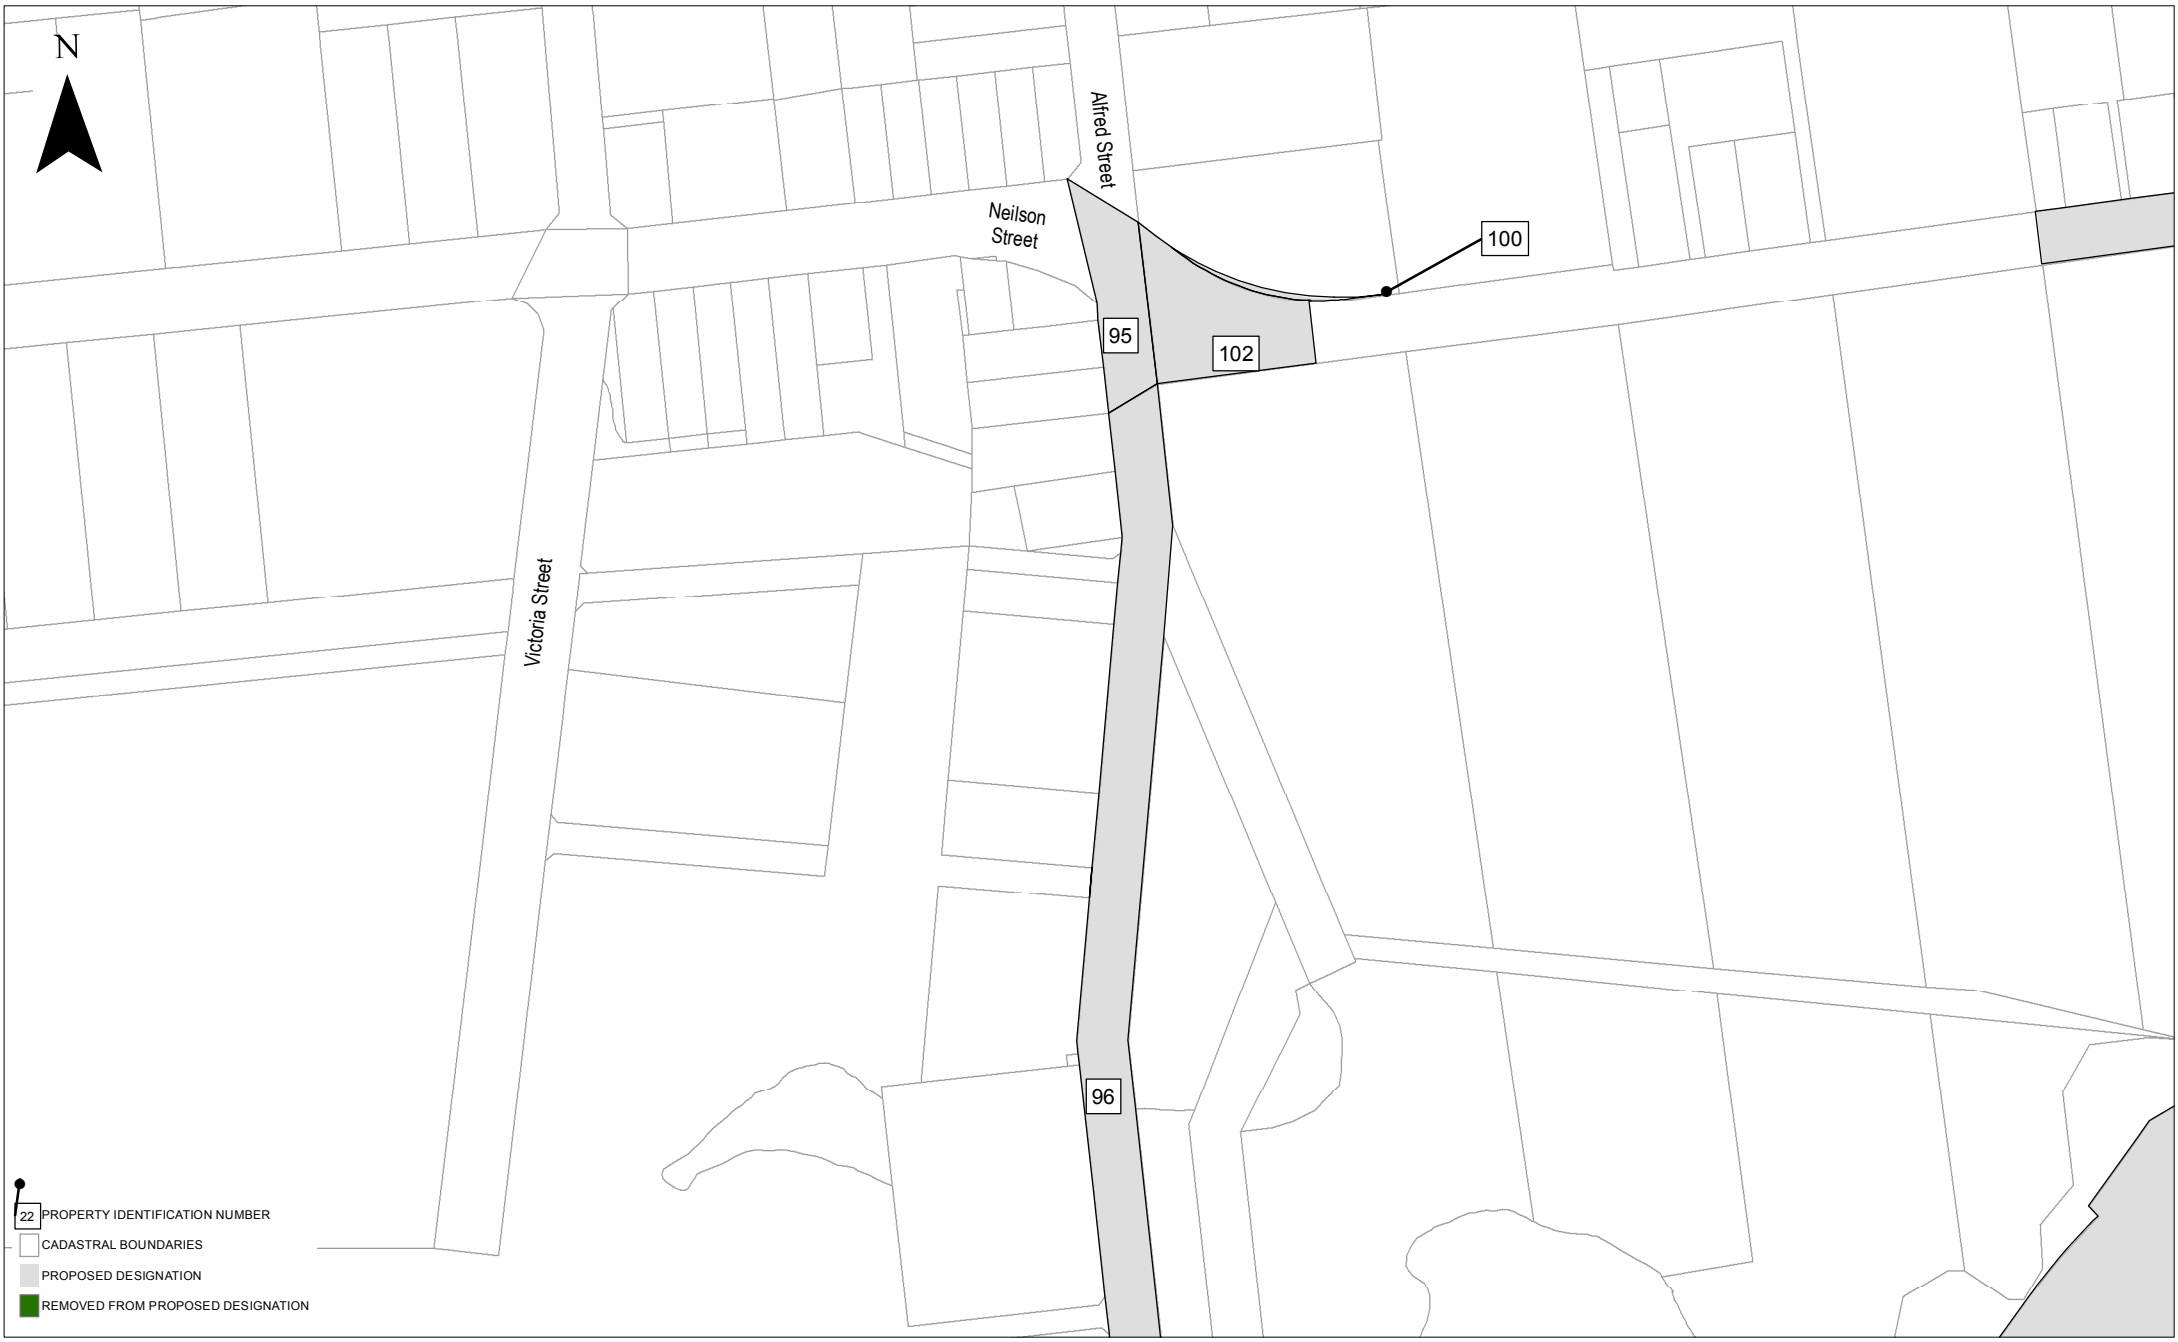 N
Alfred Street
Neilson
Street
100
95
102
Victoria Street
96
22 PROPERTY IDENTIFICATION NUMBER
CADASTRAL BOUNDARIES
PROPOSED DESIGNATION
REMOVED FROM PROPOSED DESIGNATION